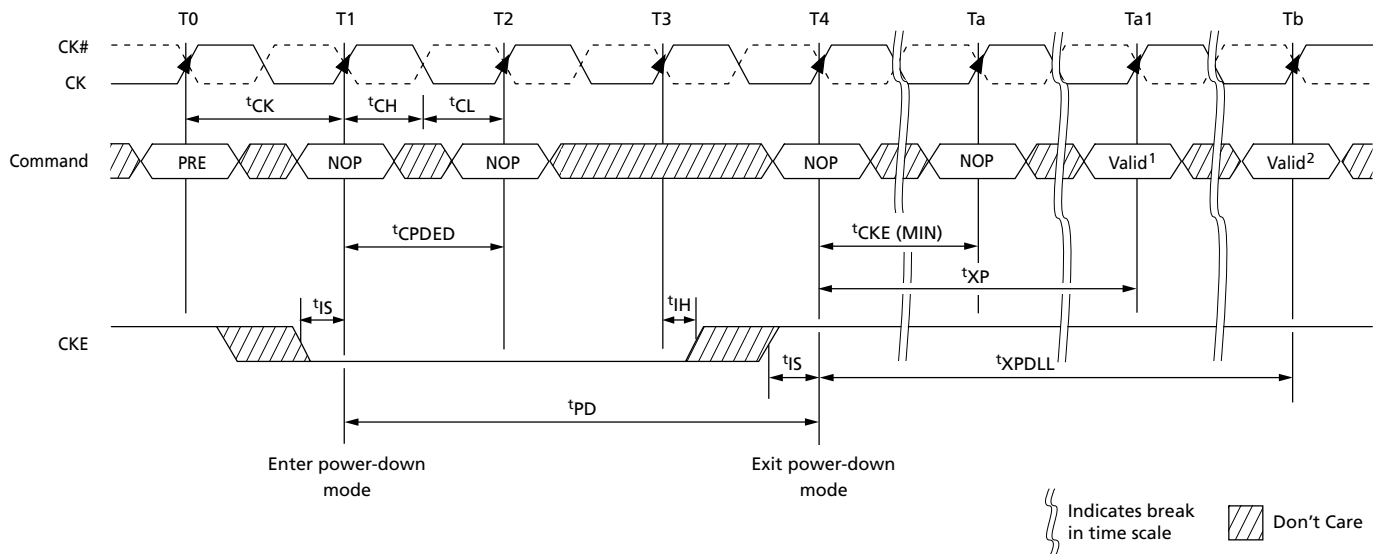 T0 T1 T2 T3 T4 Ta Ta1 Tb
CK#
CK
tCK tCH tCL
Command PRE NOP NOP NOP NOP Valid1 Valid2
tCPDED tCKE (MIN)
tXP
tIS tIH
CKE
tIS tXPDLL
tPD
Enter power-down
mode
Exit power-down
mode
Indicates break
in time scale
Don't Care